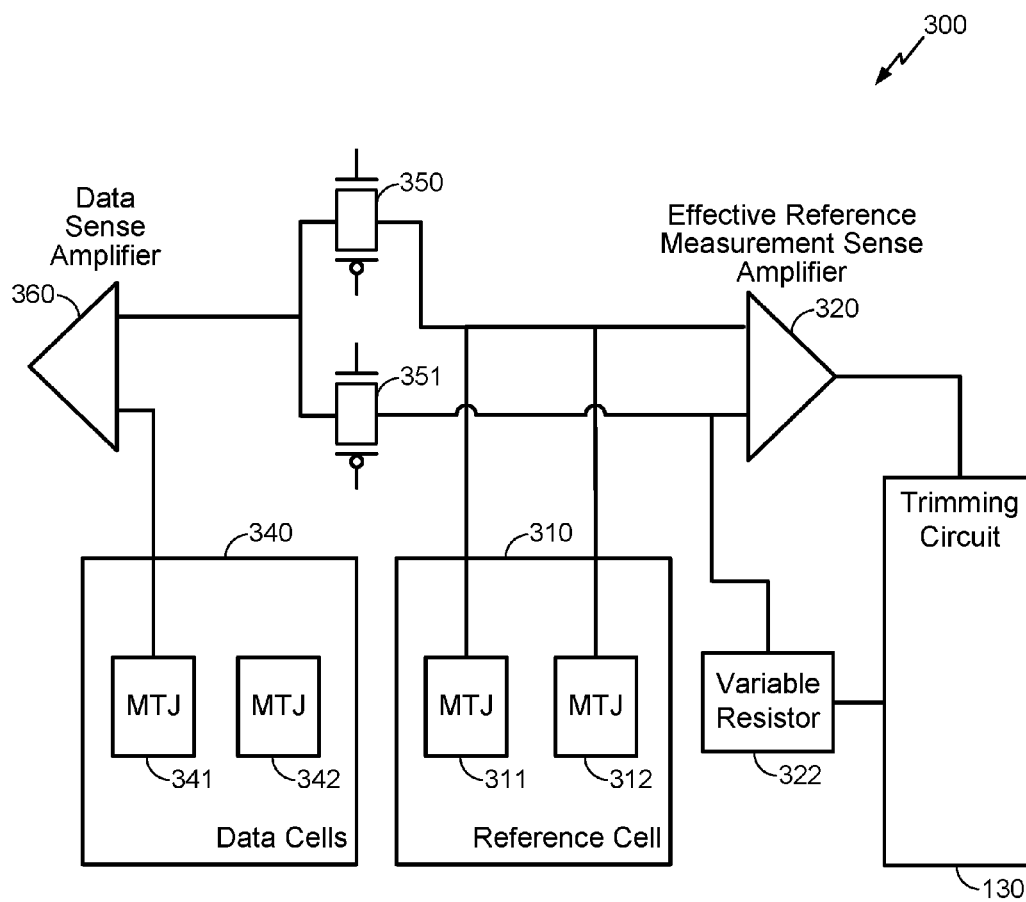 300
Data
Sense
Amplifier
360
350
Effective Reference
Measurement Sense
Amplifier
320
351
Trimming
Circuit
340
310
MTJ
MTJ
MTJ
MTJ
Variable
Resistor
341
342
311
312
322
Data Cells
Reference Cell
130